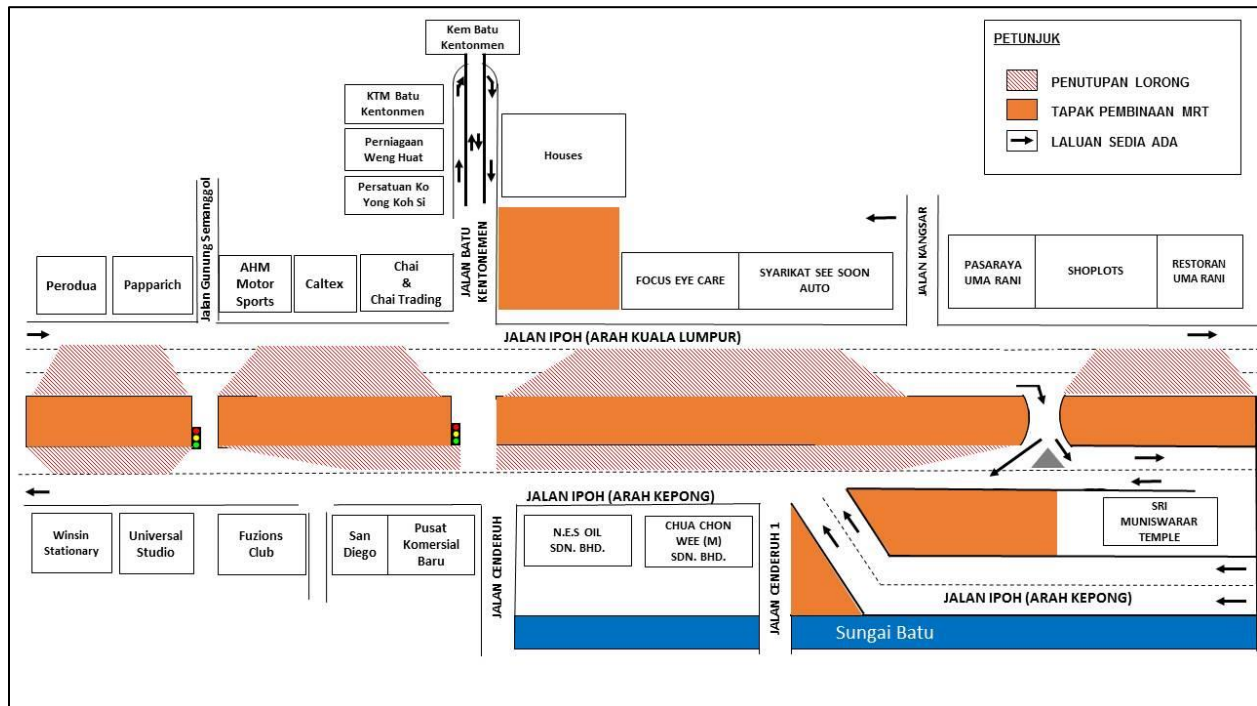 Kem Batu
Kentonmen
PETUNJUK
PENUTUPAN LORONG
TAPAK PEMBINAAN MRT
LALUAN SEDIA ADA
KTM Batu
Kentonmen
Perniagaan
Weng Huat
Persatuan Ko
Yong Koh Si
Houses
Jalan Gunung Semanggol
JALAN BATU
KENTONEMEN
JALAN KANGSAR
Perodua
Papparich
AHM
Motor
Sports
Caltex
Chai
&
Chai Trading
FOCUS EYE CARE
SYARIKAT SEE SOON
AUTO
PASARAYA
UMA RANI
SHOPLOTS
RESTORAN
UMA RANI
JALAN IPOH (ARAH KUALA LUMPUR)
JALAN IPOH (ARAH KEPONG)
Winsin
Stationary
Universal
Studio
Fuzions
Club
San
Diego
Pusat
Komersial
Baru
JALAN CENDERUH
N.E.S OIL
SDN. BHD.
CHUA CHON
WEE (M)
SDN. BHD.
JALAN CENDERUH 1
SRI
MUNISWARAR
TEMPLE
JALAN IPOH (ARAH KEPONG)
Sungai Batu